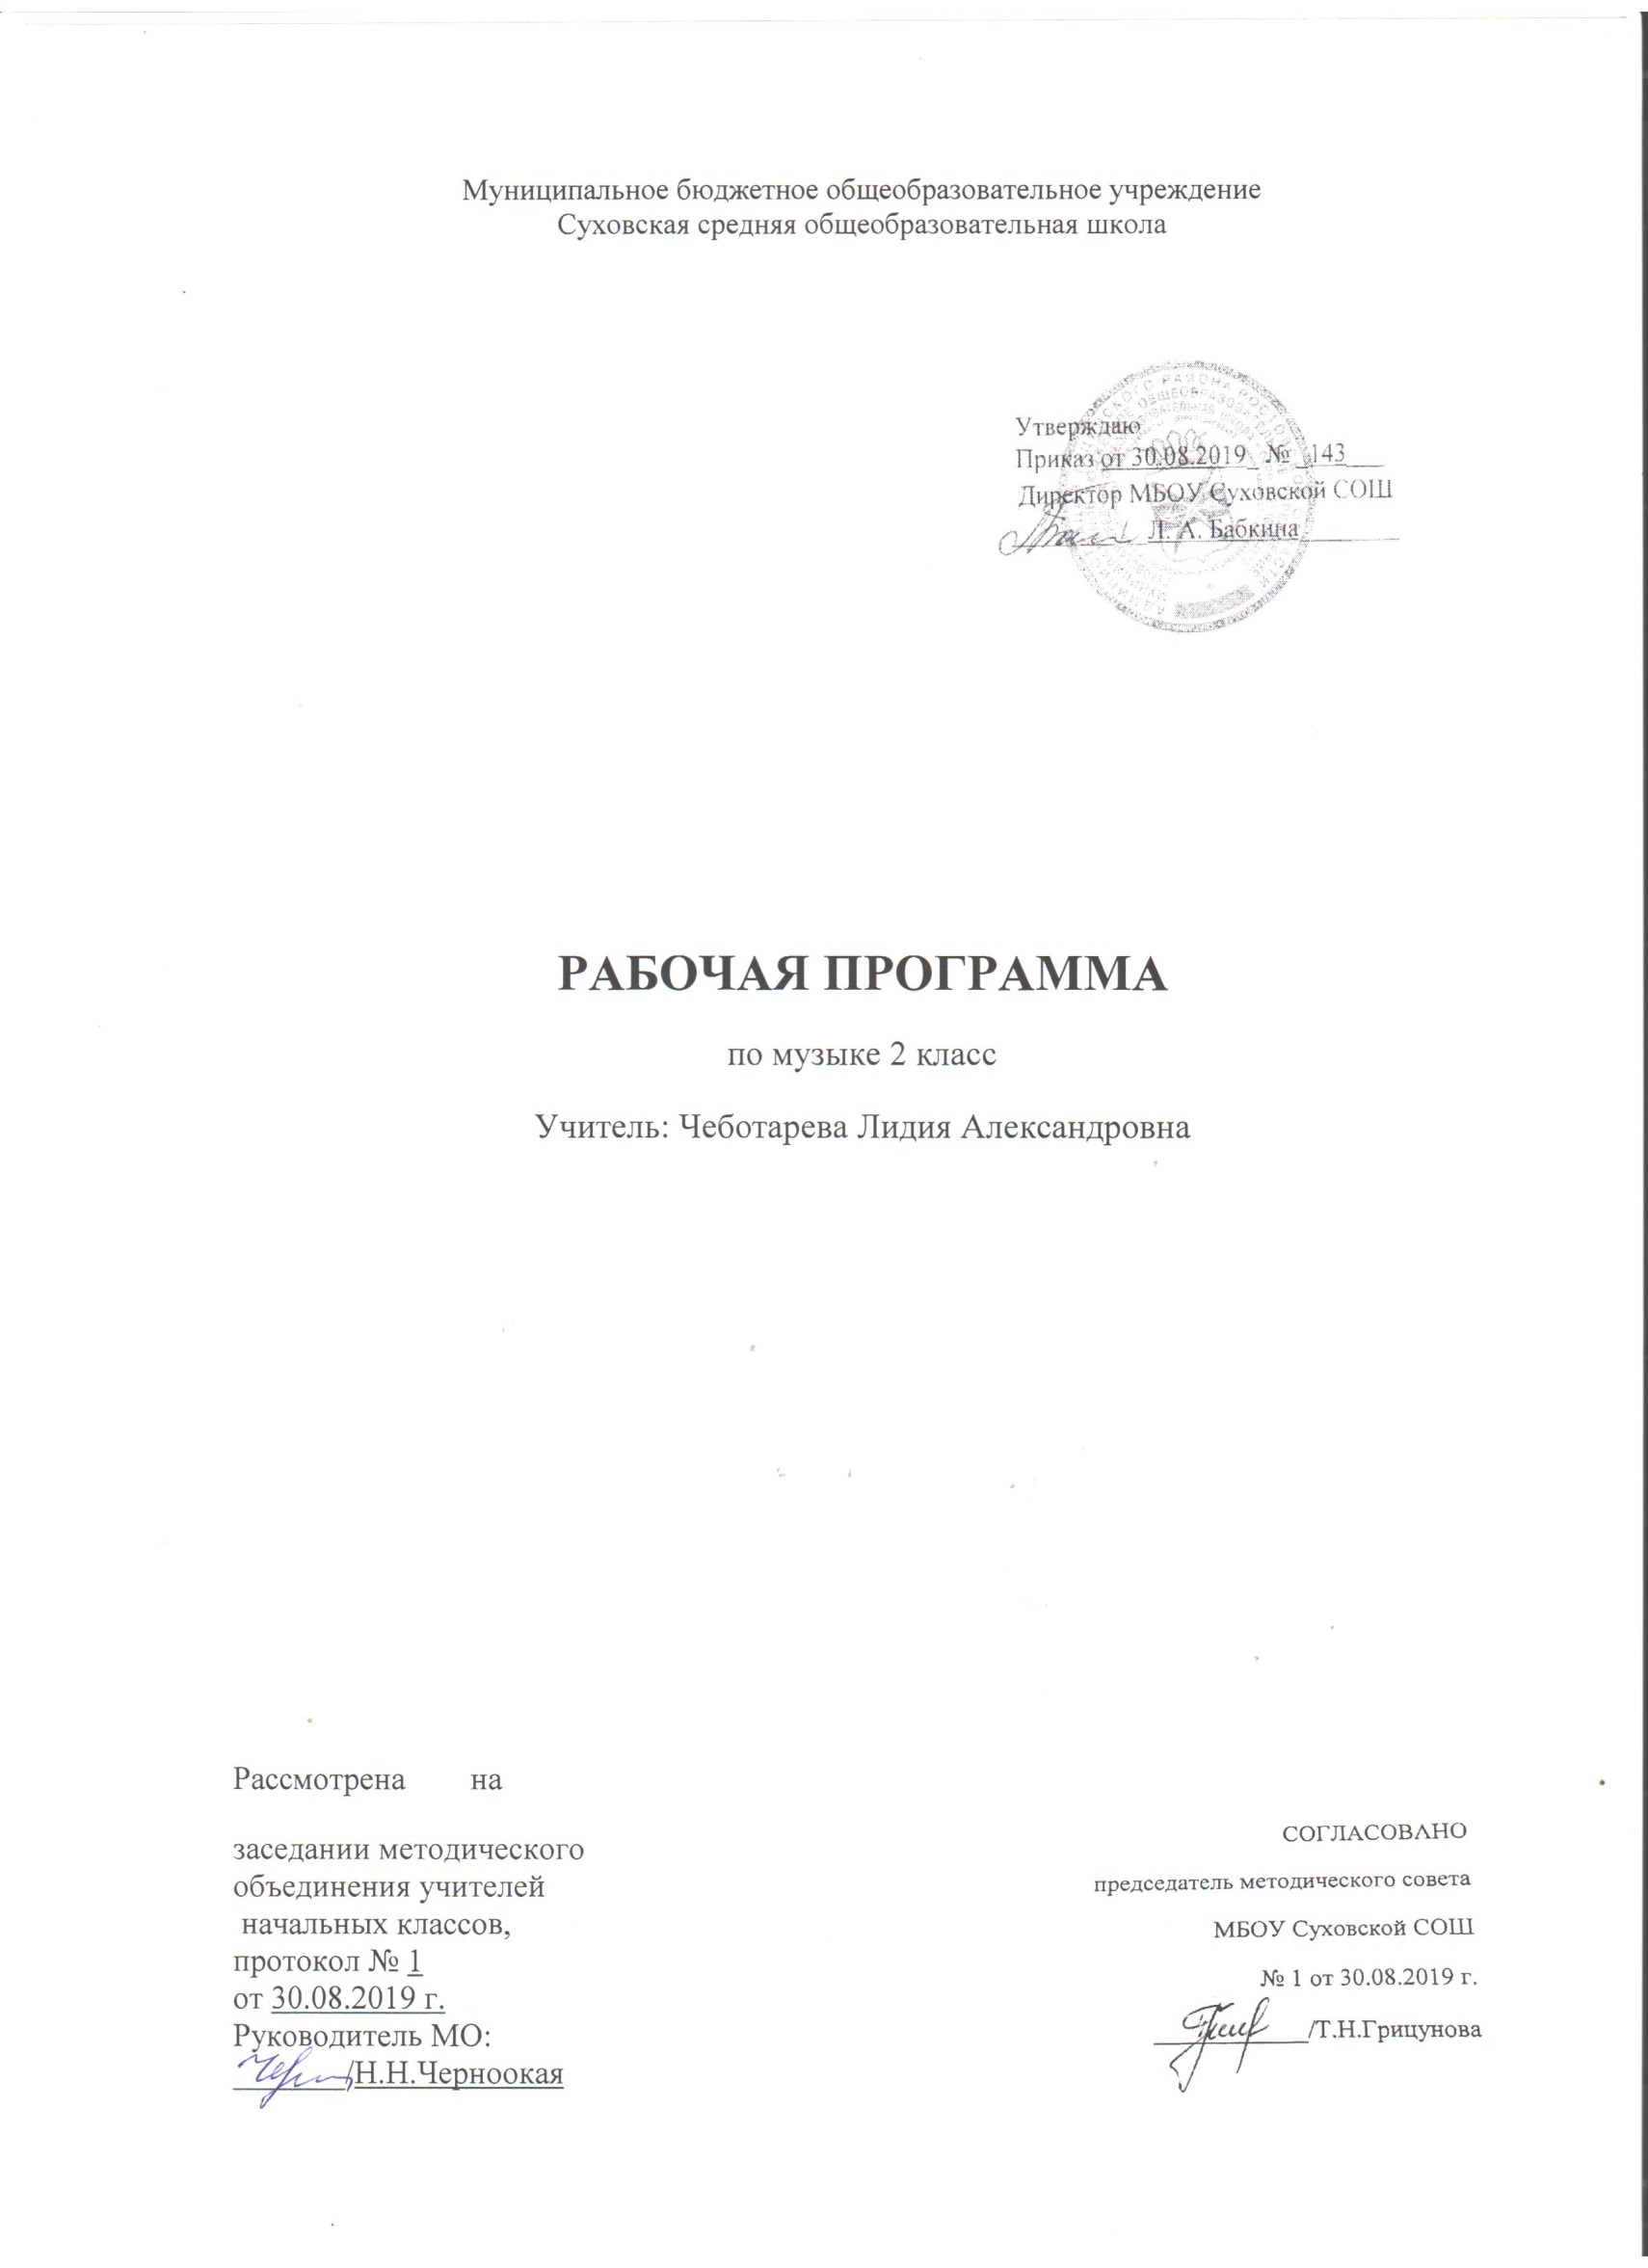 Муниципальное бюджетное общеобразовательное учреждение
Суховская средняя общеобразовательная школа
Утверждаю
Приказ от 30.08.2019_ № _143___
Директор МБОУ Суховской СОШ
Л. А. Бабкина
РАБОЧАЯ ПРОГРАММА
по музыке 2 класс
Учитель: Чеботарева Лидия Александровна
Рассмотрена на
заседании методического
объединения учителей
начальных классов,
протокол № 1
от 30.08.2019 г.
Руководитель МО:
/Н.Н.Черноокая
СОГЛАСОВАНО
председатель методического совета
МБОУ Суховской СОШ
№ 1 от 30.08.2019 г.
/Т.Н.Грицунова